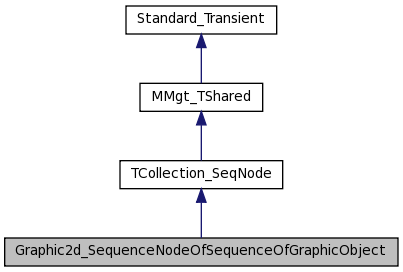 Standard_Transient
MMgt_TShared
TCollection_SeqNode
Graphic2d_SequenceNodeOfSequenceOfGraphicObject